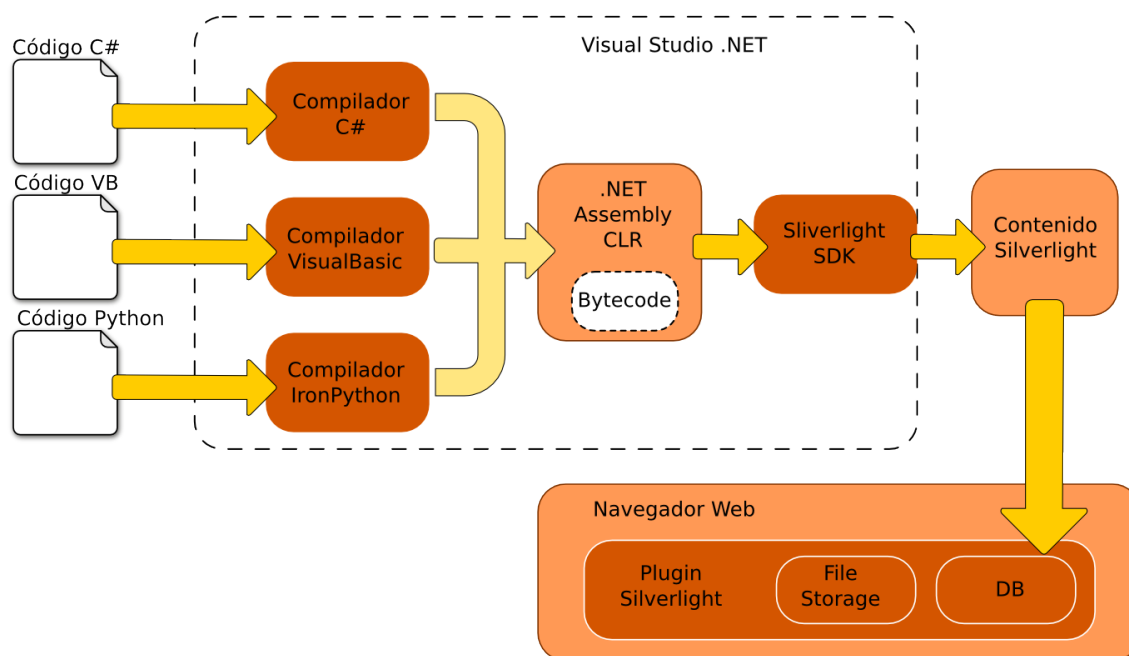 Visual Studio .NET
Código C#
Compilador
C#
Código VB
Compilador
VisualBasic
Código Python
Compilador
IronPython
.NET
Assembly
CLR
Bytecode
Sliverlight
SDK
Contenido
Silverlight
Navegador Web
Plugin
Silverlight
File
Storage
DB